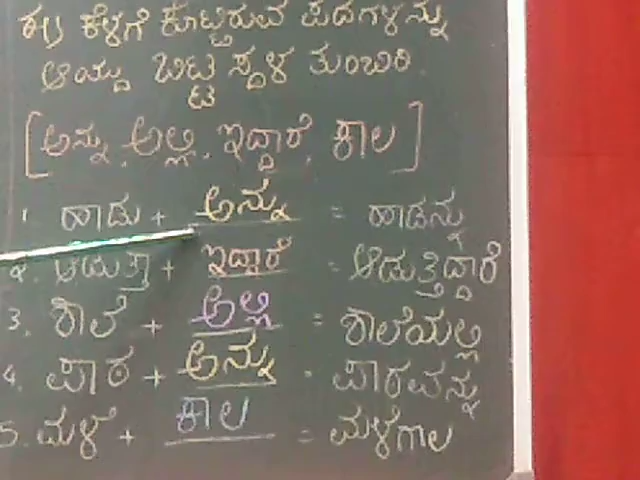 ಈ ಕೆಳಗೆ ಕೊಟ್ಟಿರುವ ಪದಗಳನ್ನು
ಆಯ್ದು ಬಿಟ್ಟ ಸ್ಥಳ ತುಂಬಿರಿ.
[ ಅನ್ನು, ಅಲ್ಲಿ, ಇದ್ದಾರೆ, ಕಾಲ ]
1. ಹಾಡು + ಅನ್ನು = ಹಾಡನ್ನು
2. ಆಡುತ್ತಾ + ಇದ್ದಾರೆ = ಆಡುತ್ತಿದ್ದಾರೆ
3. ಶಾಲೆ + ಅಲ್ಲಿ = ಶಾಲೆಯಲ್ಲಿ
4. ಪಾಠ + ಅನ್ನು = ಪಾಠವನ್ನು
5. ಮಳೆ + ಕಾಲ = ಮಳೆಗಾಲ